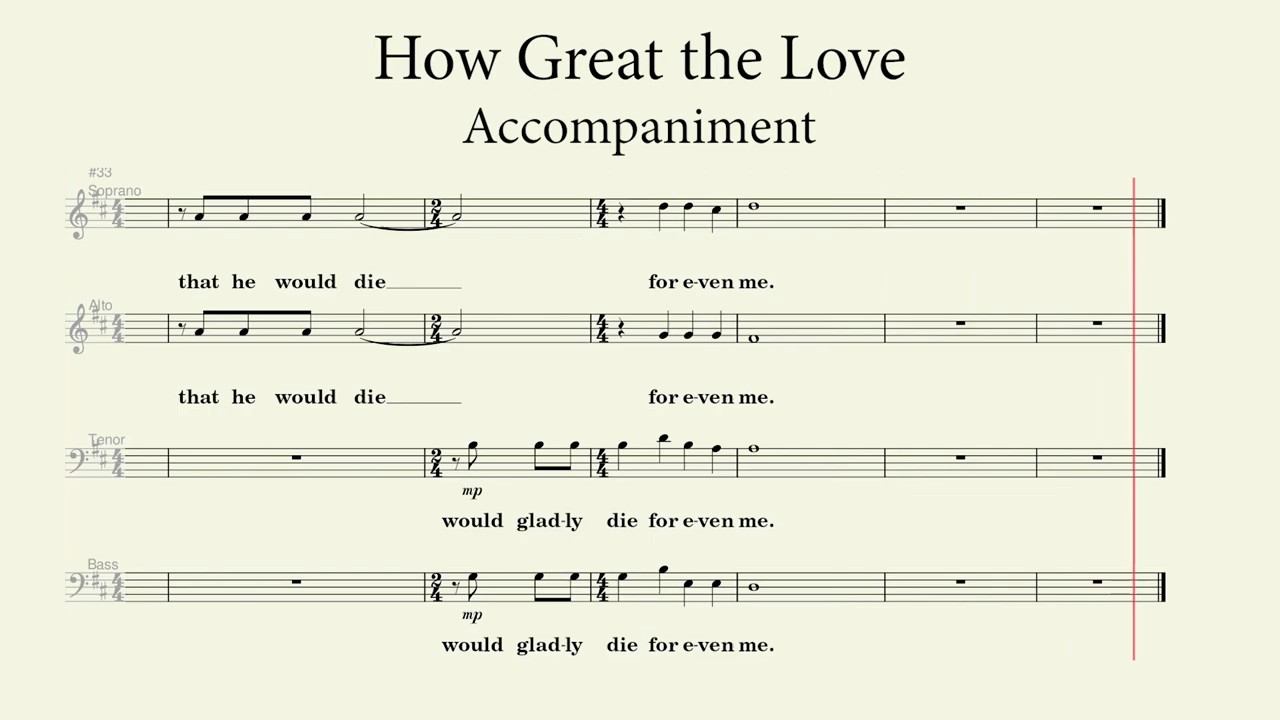 How Great the Love
Accompaniment
#33
Soprano
that he would die for e-ven me.
Alto
that he would die for e-ven me.
Tenor
mp
would glad-ly die for e-ven me.
Bass
mp
would glad-ly die for e-ven me.